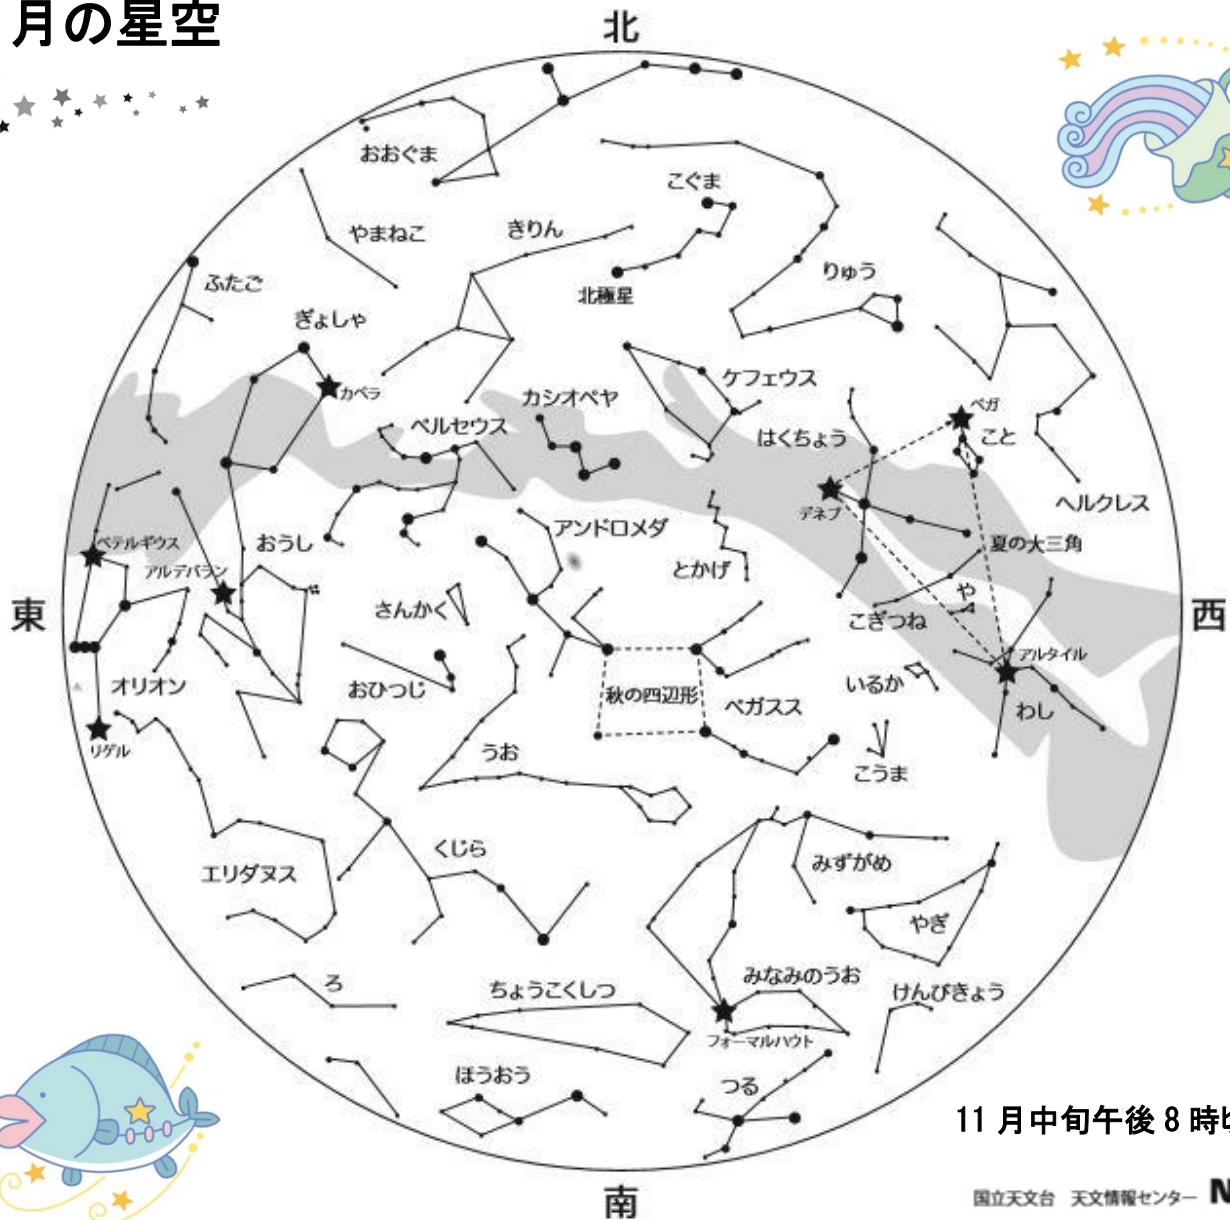 月の星空
北
おおぐま
こぐま
やまねこ
きりん
りゅう
ふたご
北極星
ぎょしゃ
カペラ
カシオペヤ
ケフェウス
ベガ
ペルセウス
はくちょう
こと
ヘルクレス
デネブ
アンドロメダ
ベテルギウス
おうし
夏の大三角
アルデバラン
とかげ
や
東
さんかく
こぎつね
西
アルタイル
オリオン
おひつじ
秋の四辺形
ペガスス
いるか
わし
リゲル
うお
こうま
くじら
みずがめ
エリダヌス
やぎ
ろ
ちょうこくしつ
みなみのうお
けんびきょう
フォーマルハウト
ほうおう
つる
11月中旬午後8時
国立天文台 天文情報センター
南